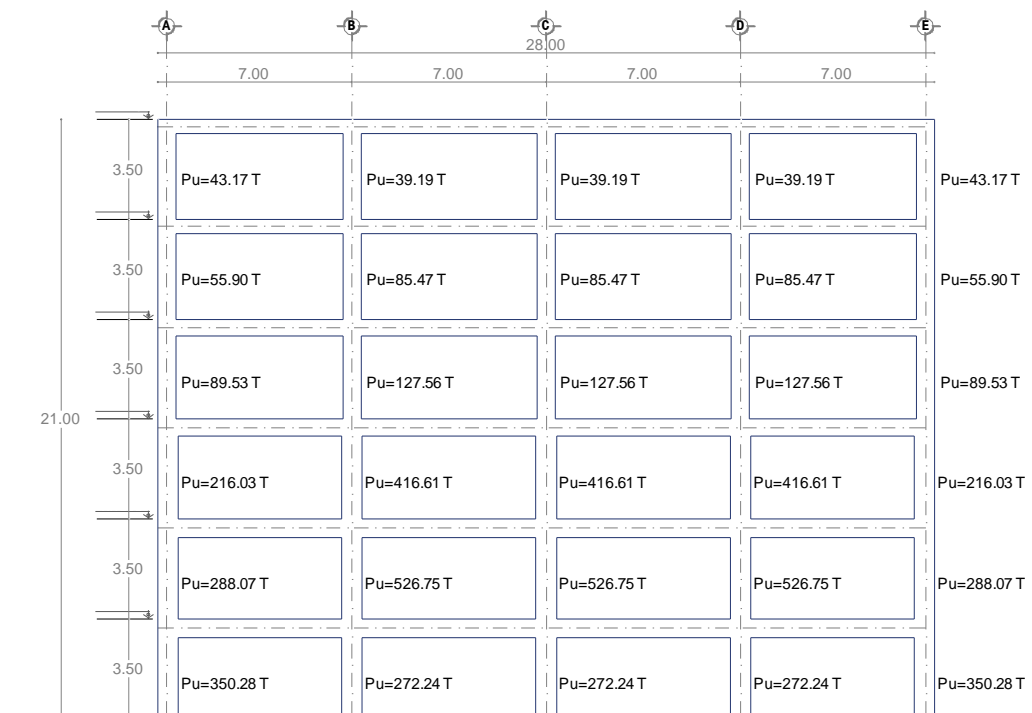 A B C D E
28.00
7.00 7.00 7.00 7.00
3.50 Pu=43.17 T Pu=39.19 T Pu=39.19 T Pu=39.19 T Pu=43.17 T
3.50 Pu=55.90 T Pu=85.47 T Pu=85.47 T Pu=85.47 T Pu=55.90 T
3.50 Pu=89.53 T Pu=127.56 T Pu=127.56 T Pu=127.56 T Pu=89.53 T
21.00
3.50 Pu=216.03 T Pu=416.61 T Pu=416.61 T Pu=416.61 T Pu=216.03 T
3.50 Pu=288.07 T Pu=526.75 T Pu=526.75 T Pu=526.75 T Pu=288.07 T
3.50 Pu=350.28 T Pu=272.24 T Pu=272.24 T Pu=272.24 T Pu=350.28 T